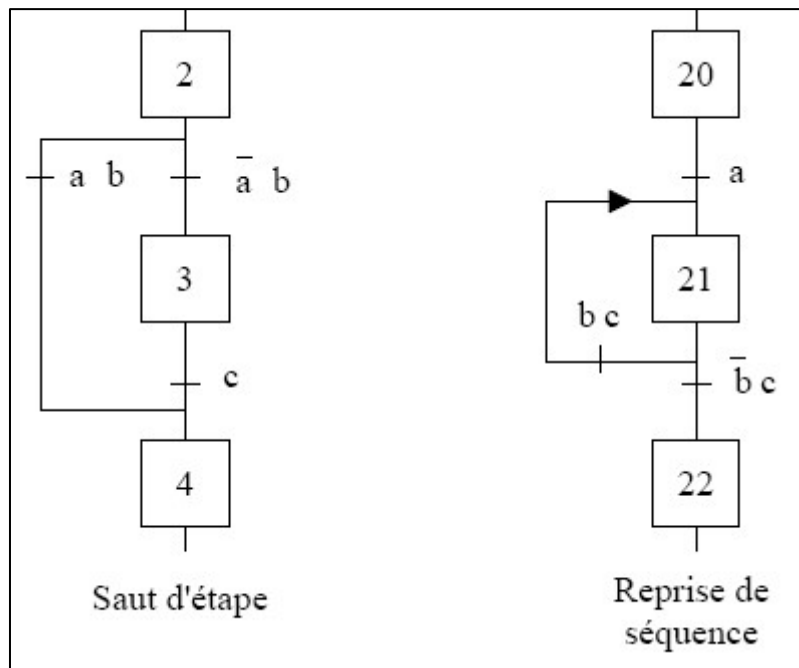 2
a b
a̅ b
3
c
4
Saut d'étape
20
a
21
b c
b̅ c
22
Reprise de
séquence